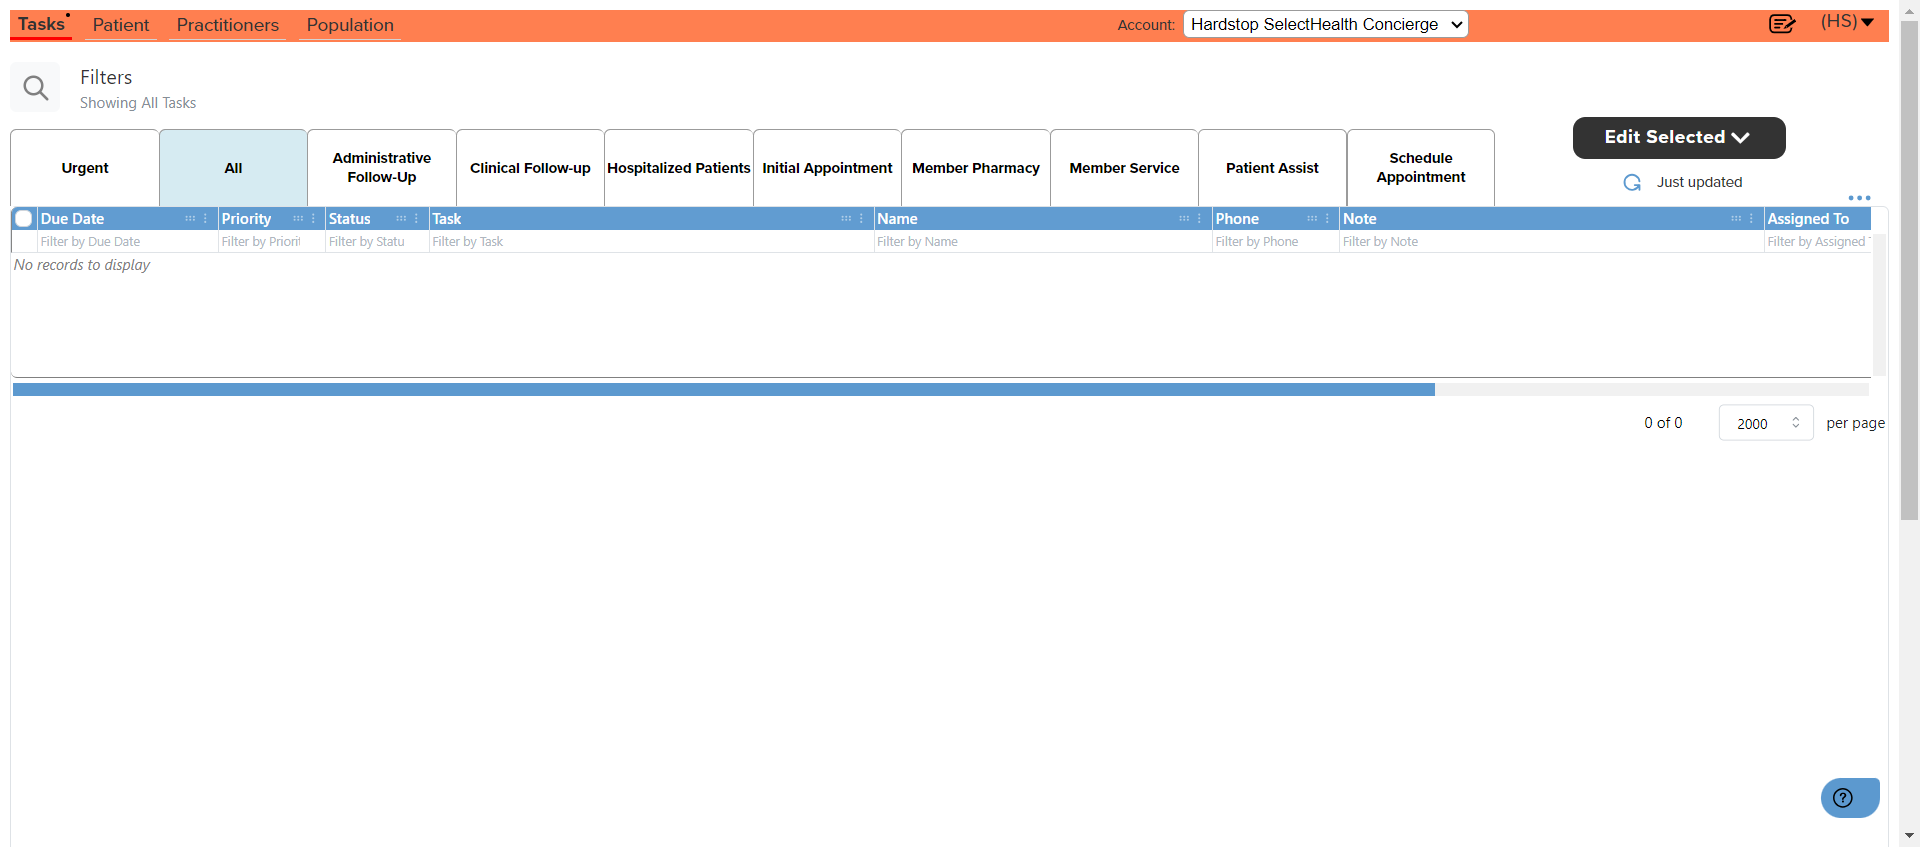 Tasks Patient Practitioners Population Account: Hardstop SelectHealth Concierge (HS)
Filters
Showing All Tasks
Urgent All Administrative Follow-Up Clinical Follow-up Hospitalized Patients Initial Appointment Member Pharmacy Member Service Patient Assist Schedule Appointment
Edit Selected
Just updated
Due Date Priority Status Task Name Phone Note Assigned To
Filter by Due Date Filter by Priorit Filter by Statu Filter by Task Filter by Name Filter by Phone Filter by Note Filter by Assigned
No records to display
0 of 0 2000 per page